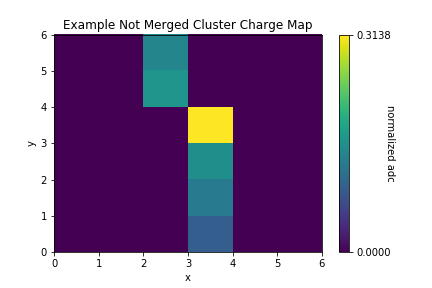 Example Not Merged Cluster Charge Map
6
5
4
3
2
1
0
y
0 1 2 3 4 5 6
x
0.3138
0.0000
normalized adc